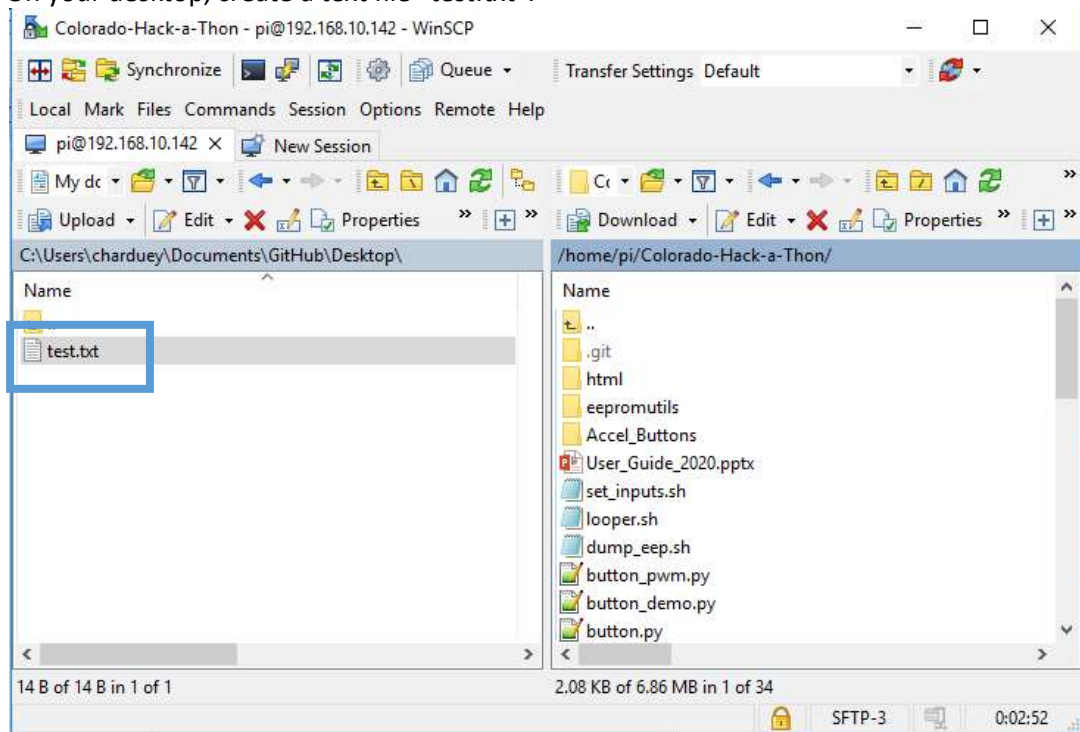 Colorado-Hack-a-Thon - pi@192.168.10.142 - WinSCP
Synchronize Queue Transfer Settings Default
Local Mark Files Commands Session Options Remote Help
pi@192.168.10.142 New Session
My dc
Upload Edit Properties Download Edit Properties
C:\Users\charduey\Documents\GitHub\Desktop\ /home/pi/Colorado-Hack-a-Thon/
Name Name
..
test.txt .git
html
eepromutils
Accel_Buttons
User_Guide_2020.pptx
set_inputs.sh
looper.sh
dump_eep.sh
button_pwm.py
button_demo.py
button.py
14 B of 14 B in 1 of 1 2.08 KB of 6.86 MB in 1 of 34
SFTP-3 0:02:52